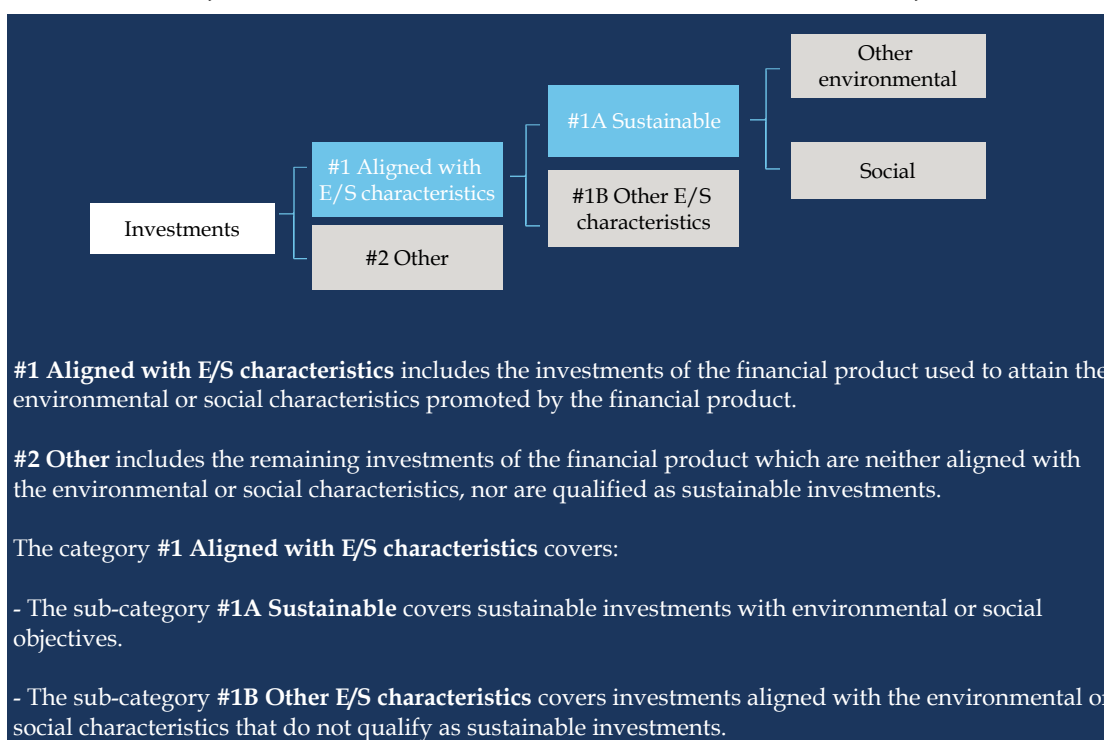 Other
environmental
#1A Sustainable
#1 Aligned with
E/S characteristics
Social
#1B Other E/S
characteristics
Investments
#2 Other
#1 Aligned with E/S characteristics includes the investments of the financial product used to attain the
environmental or social characteristics promoted by the financial product.
#2 Other includes the remaining investments of the financial product which are neither aligned with
the environmental or social characteristics, nor are qualified as sustainable investments.
The category #1 Aligned with E/S characteristics covers:
- The sub-category #1A Sustainable covers sustainable investments with environmental or social
objectives.
- The sub-category #1B Other E/S characteristics covers investments aligned with the environmental or
social characteristics that do not qualify as sustainable investments.